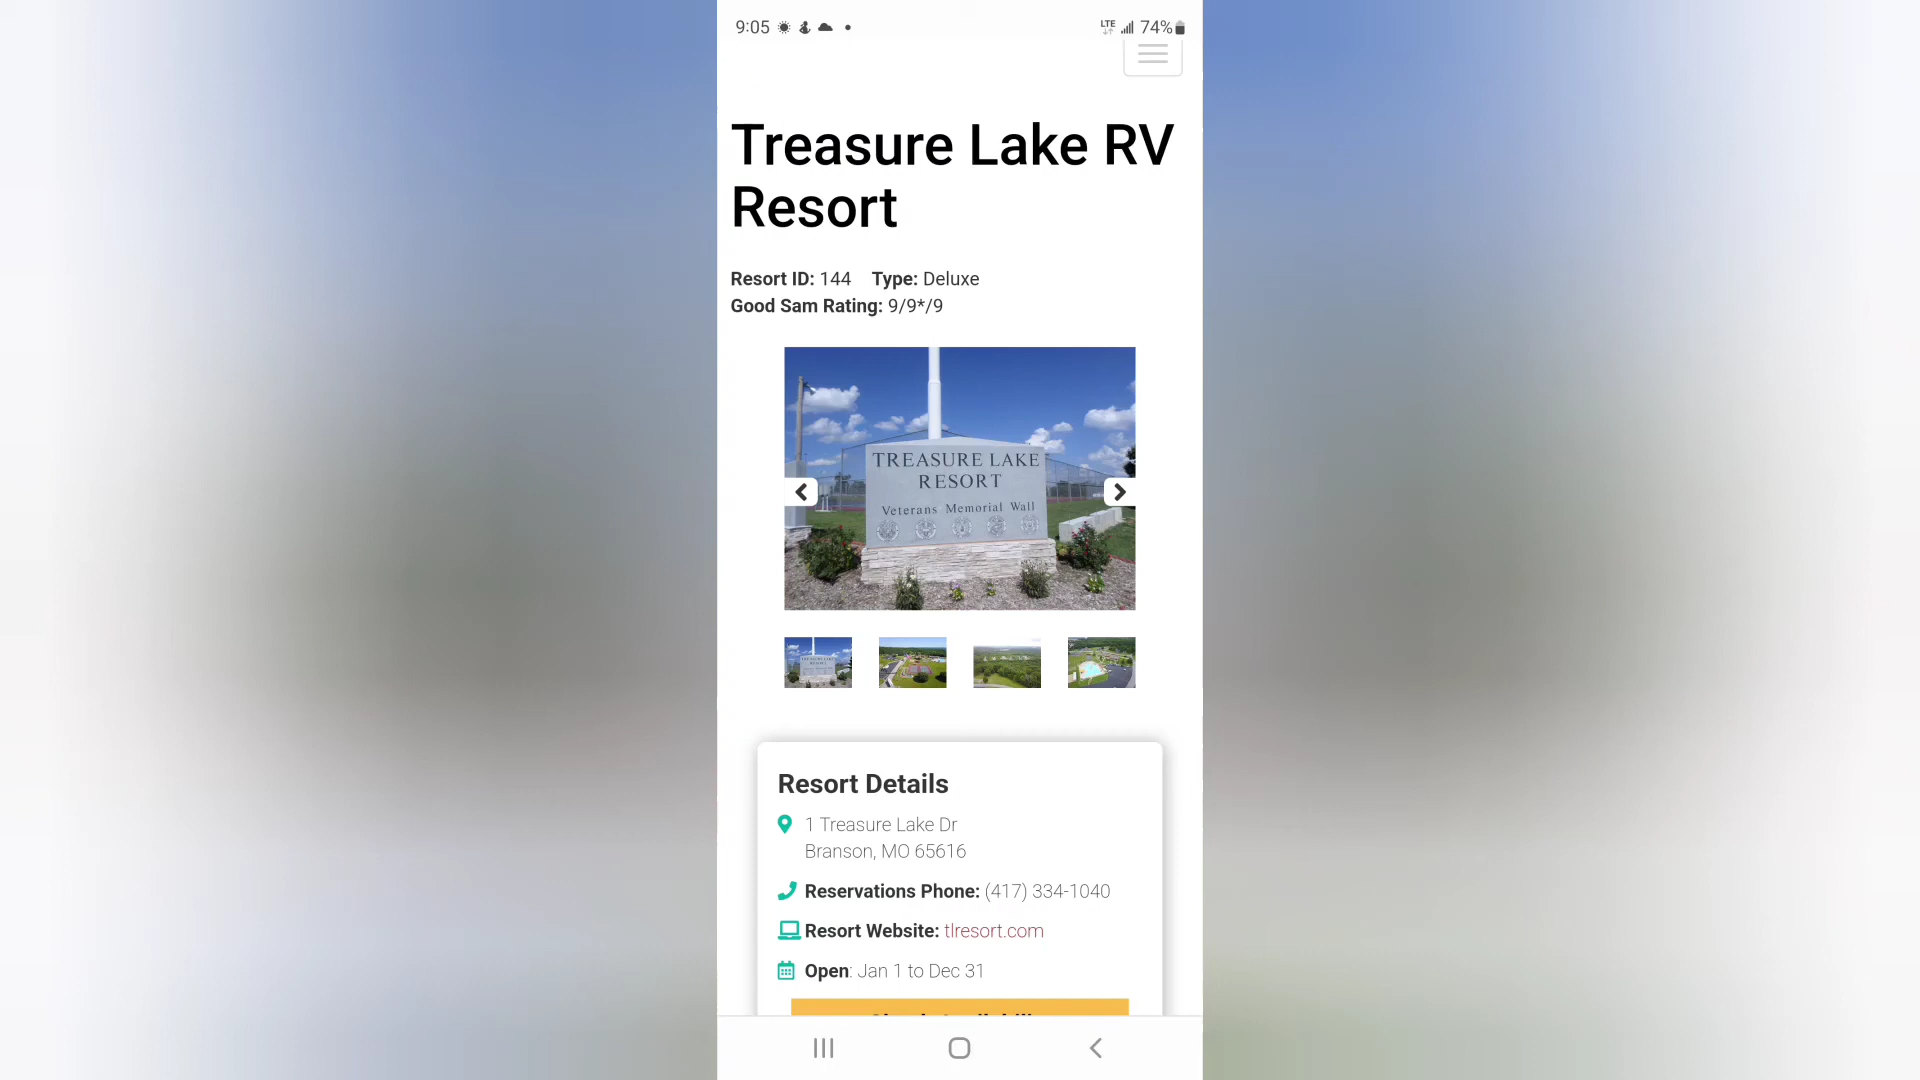 9:05
LTE 74%
Treasure Lake RV
Resort
Resort ID: 144 Type: Deluxe
Good Sam Rating: 9/9*/9
TREASURE LAKE
RESORT
Veterans Memorial Wall
Resort Details
1 Treasure Lake Dr
Branson, MO 65616
Reservations Phone: (417) 334-1040
Resort Website: tlresort.com
Open: Jan 1 to Dec 31